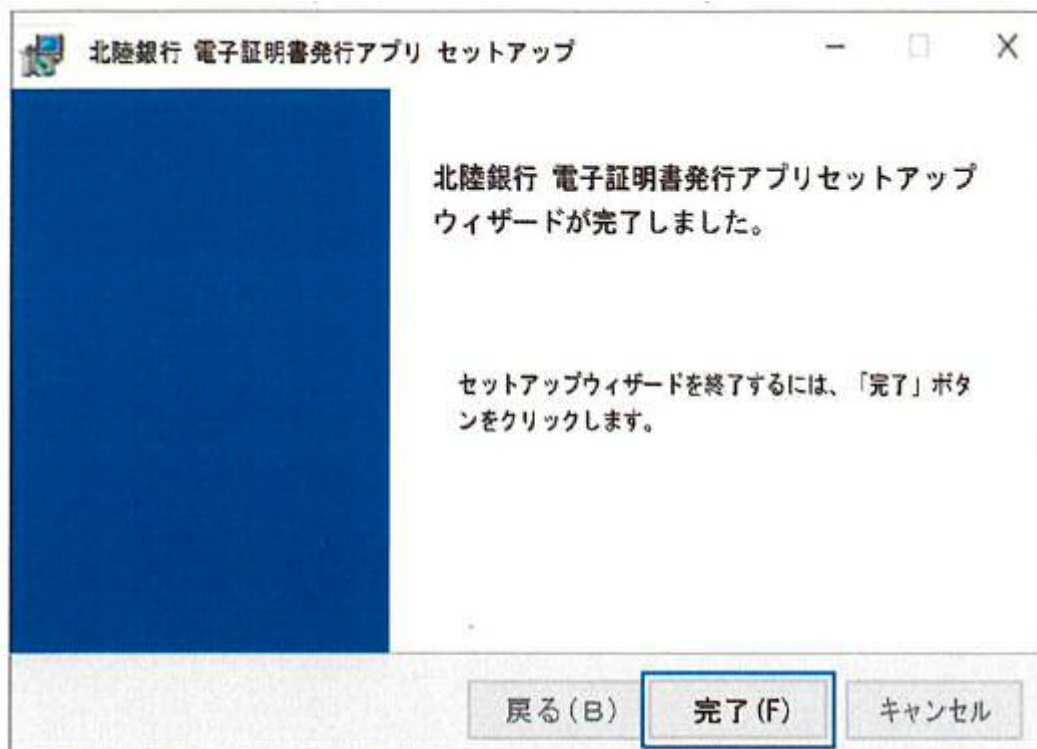 北陸銀行 電子証明書発行アプリ セットアップ
北陸銀行 電子証明書発行アプリセットアップ
ウィザードが完了しました。
セットアップウィザードを終了するには、「完了」ボタ
ンをクリックします。
戻る(B)
完了(F)
キャンセル